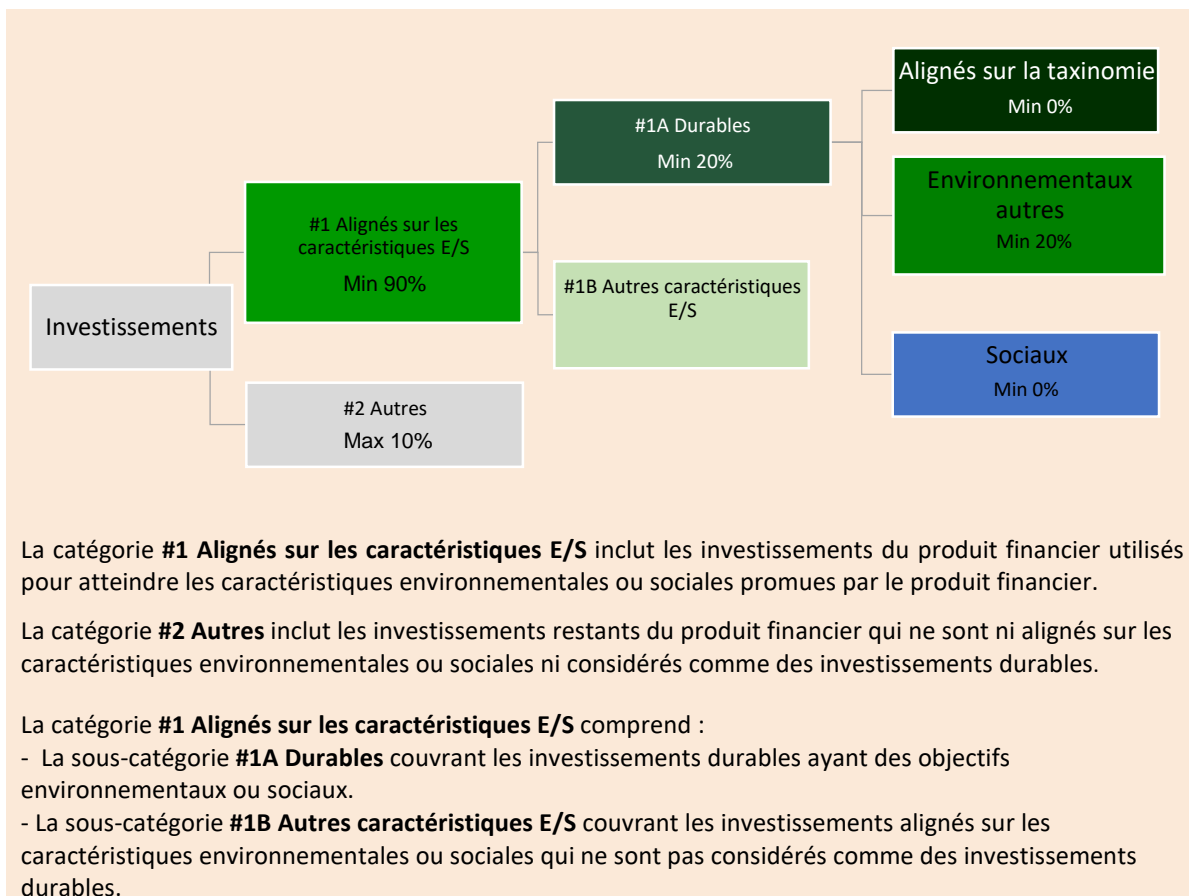 Alignés sur la taxinomie
Min 0%
#1A Durables
Min 20%
Environnementaux
autres
Min 20%
#1 Alignés sur les
caractéristiques E/S
Min 90%
#1B Autres caractéristiques
E/S
Investissements
Sociaux
Min 0%
#2 Autres
Max 10%
La catégorie #1 Alignés sur les caractéristiques E/S inclut les investissements du produit financier utilisés
pour atteindre les caractéristiques environnementales ou sociales promues par le produit financier.
La catégorie #2 Autres inclut les investissements restants du produit financier qui ne sont ni alignés sur les
caractéristiques environnementales ou sociales ni considérés comme des investissements durables.
La catégorie #1 Alignés sur les caractéristiques E/S comprend :
- La sous-catégorie #1A Durables couvrant les investissements durables ayant des objectifs
environnementaux ou sociaux.
- La sous-catégorie #1B Autres caractéristiques E/S couvrant les investissements alignés sur les
caractéristiques environnementales ou sociales qui ne sont pas considérés comme des investissements
durables.